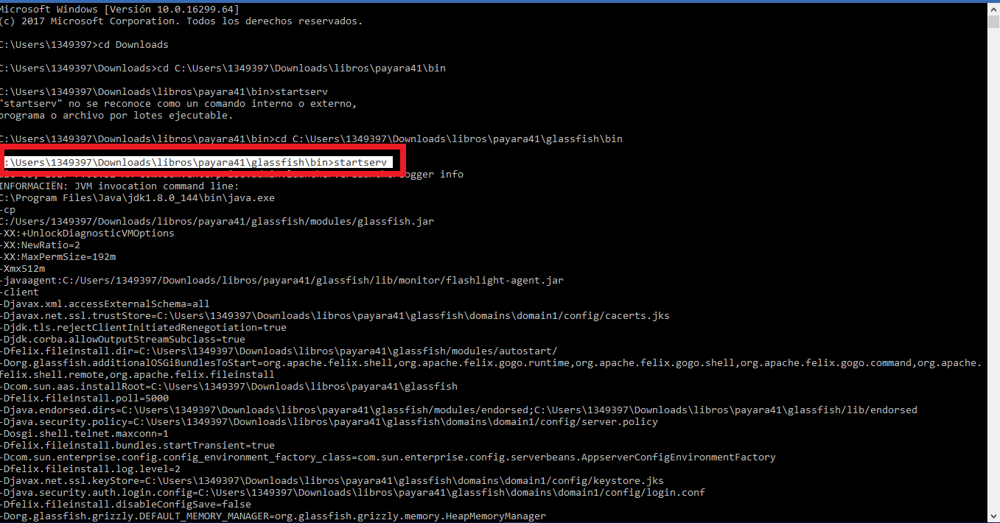 Microsoft Windows [Versión 10.0.16299.64]
(c) 2017 Microsoft Corporation. Todos los derechos reservados.
C:\Users\1349397>cd Downloads
C:\Users\1349397\Downloads>cd C:\Users\1349397\Downloads\libros\payara41\bin
C:\Users\1349397\Downloads\libros\payara41\bin>startserv
"startserv" no se reconoce como un comando interno o externo,
programa o archivo por lotes ejecutable.
C:\Users\1349397\Downloads\libros\payara41\bin>cd C:\Users\1349397\Downloads\libros\payara41\glassfish\bin
:\Users\1349397\Downloads\libros\payara41\glassfish\bin>startserv
logger info
INFORMACIËN: JVM invocation command line:
C:\Program Files\Java\jdk1.8.0_144\bin\java.exe
-cp
C:/Users/1349397/Downloads/libros/payara41/glassfish/modules/glassfish.jar
-XX:+UnlockDiagnosticVMOptions
-XX:NewRatio=2
-XX:MaxPermSize=192m
-Xmx512m
-javaagent:C:/Users/1349397/Downloads/libros/payara41/glassfish/lib/monitor/flashlight-agent.jar
-client
-Djavax.xml.accessExternalSchema=all
-Djavax.net.ssl.trustStore=C:\Users\1349397\Downloads\libros\payara41\glassfish\domains\domain1/config/cacerts.jks
-Djdk.tls.rejectClientInitiatedRenegotiation=true
-Djdk.corba.allowOutputStreamSubclass=true
-Dfelix.fileinstall.dir=C:\Users\1349397\Downloads\libros\payara41\glassfish/modules/autostart/
-Dorg.glassfish.additionalOSGiBundlesToStart=org.apache.felix.shell,org.apache.felix.gogo.runtime,org.apache.felix.gogo.shell,org.apache.felix.gogo.command,org.apache.
felix.shell.remote,org.apache.felix.fileinstall
-Dcom.sun.aas.installRoot=C:\Users\1349397\Downloads\libros\payara41\glassfish
-Dfelix.fileinstall.poll=5000
-Djava.endorsed.dirs=C:\Users\1349397\Downloads\libros\payara41\glassfish/modules/endorsed;C:\Users\1349397\Downloads\libros\payara41\glassfish/lib/endorsed
-Djava.security.policy=C:\Users\1349397\Downloads\libros\payara41\glassfish\domains\domain1/config/server.policy
-Dosgi.shell.telnet.maxconn=1
-Dfelix.fileinstall.bundles.startTransient=true
-Dcom.sun.enterprise.config.config_environment_factory_class=com.sun.enterprise.config.serverbeans.AppserverConfigEnvironmentFactory
-Dfelix.fileinstall.log.level=2
-Djavax.net.ssl.keyStore=C:\Users\1349397\Downloads\libros\payara41\glassfish\domains\domain1/config/keystore.jks
-Djava.security.auth.login.config=C:\Users\1349397\Downloads\libros\payara41\glassfish\domains\domain1/config/login.conf
-Dfelix.fileinstall.disableConfigSave=false
-Dorg.glassfish.grizzly.DEFAULT_MEMORY_MANAGER=org.glassfish.grizzly.memory.HeapMemoryManager